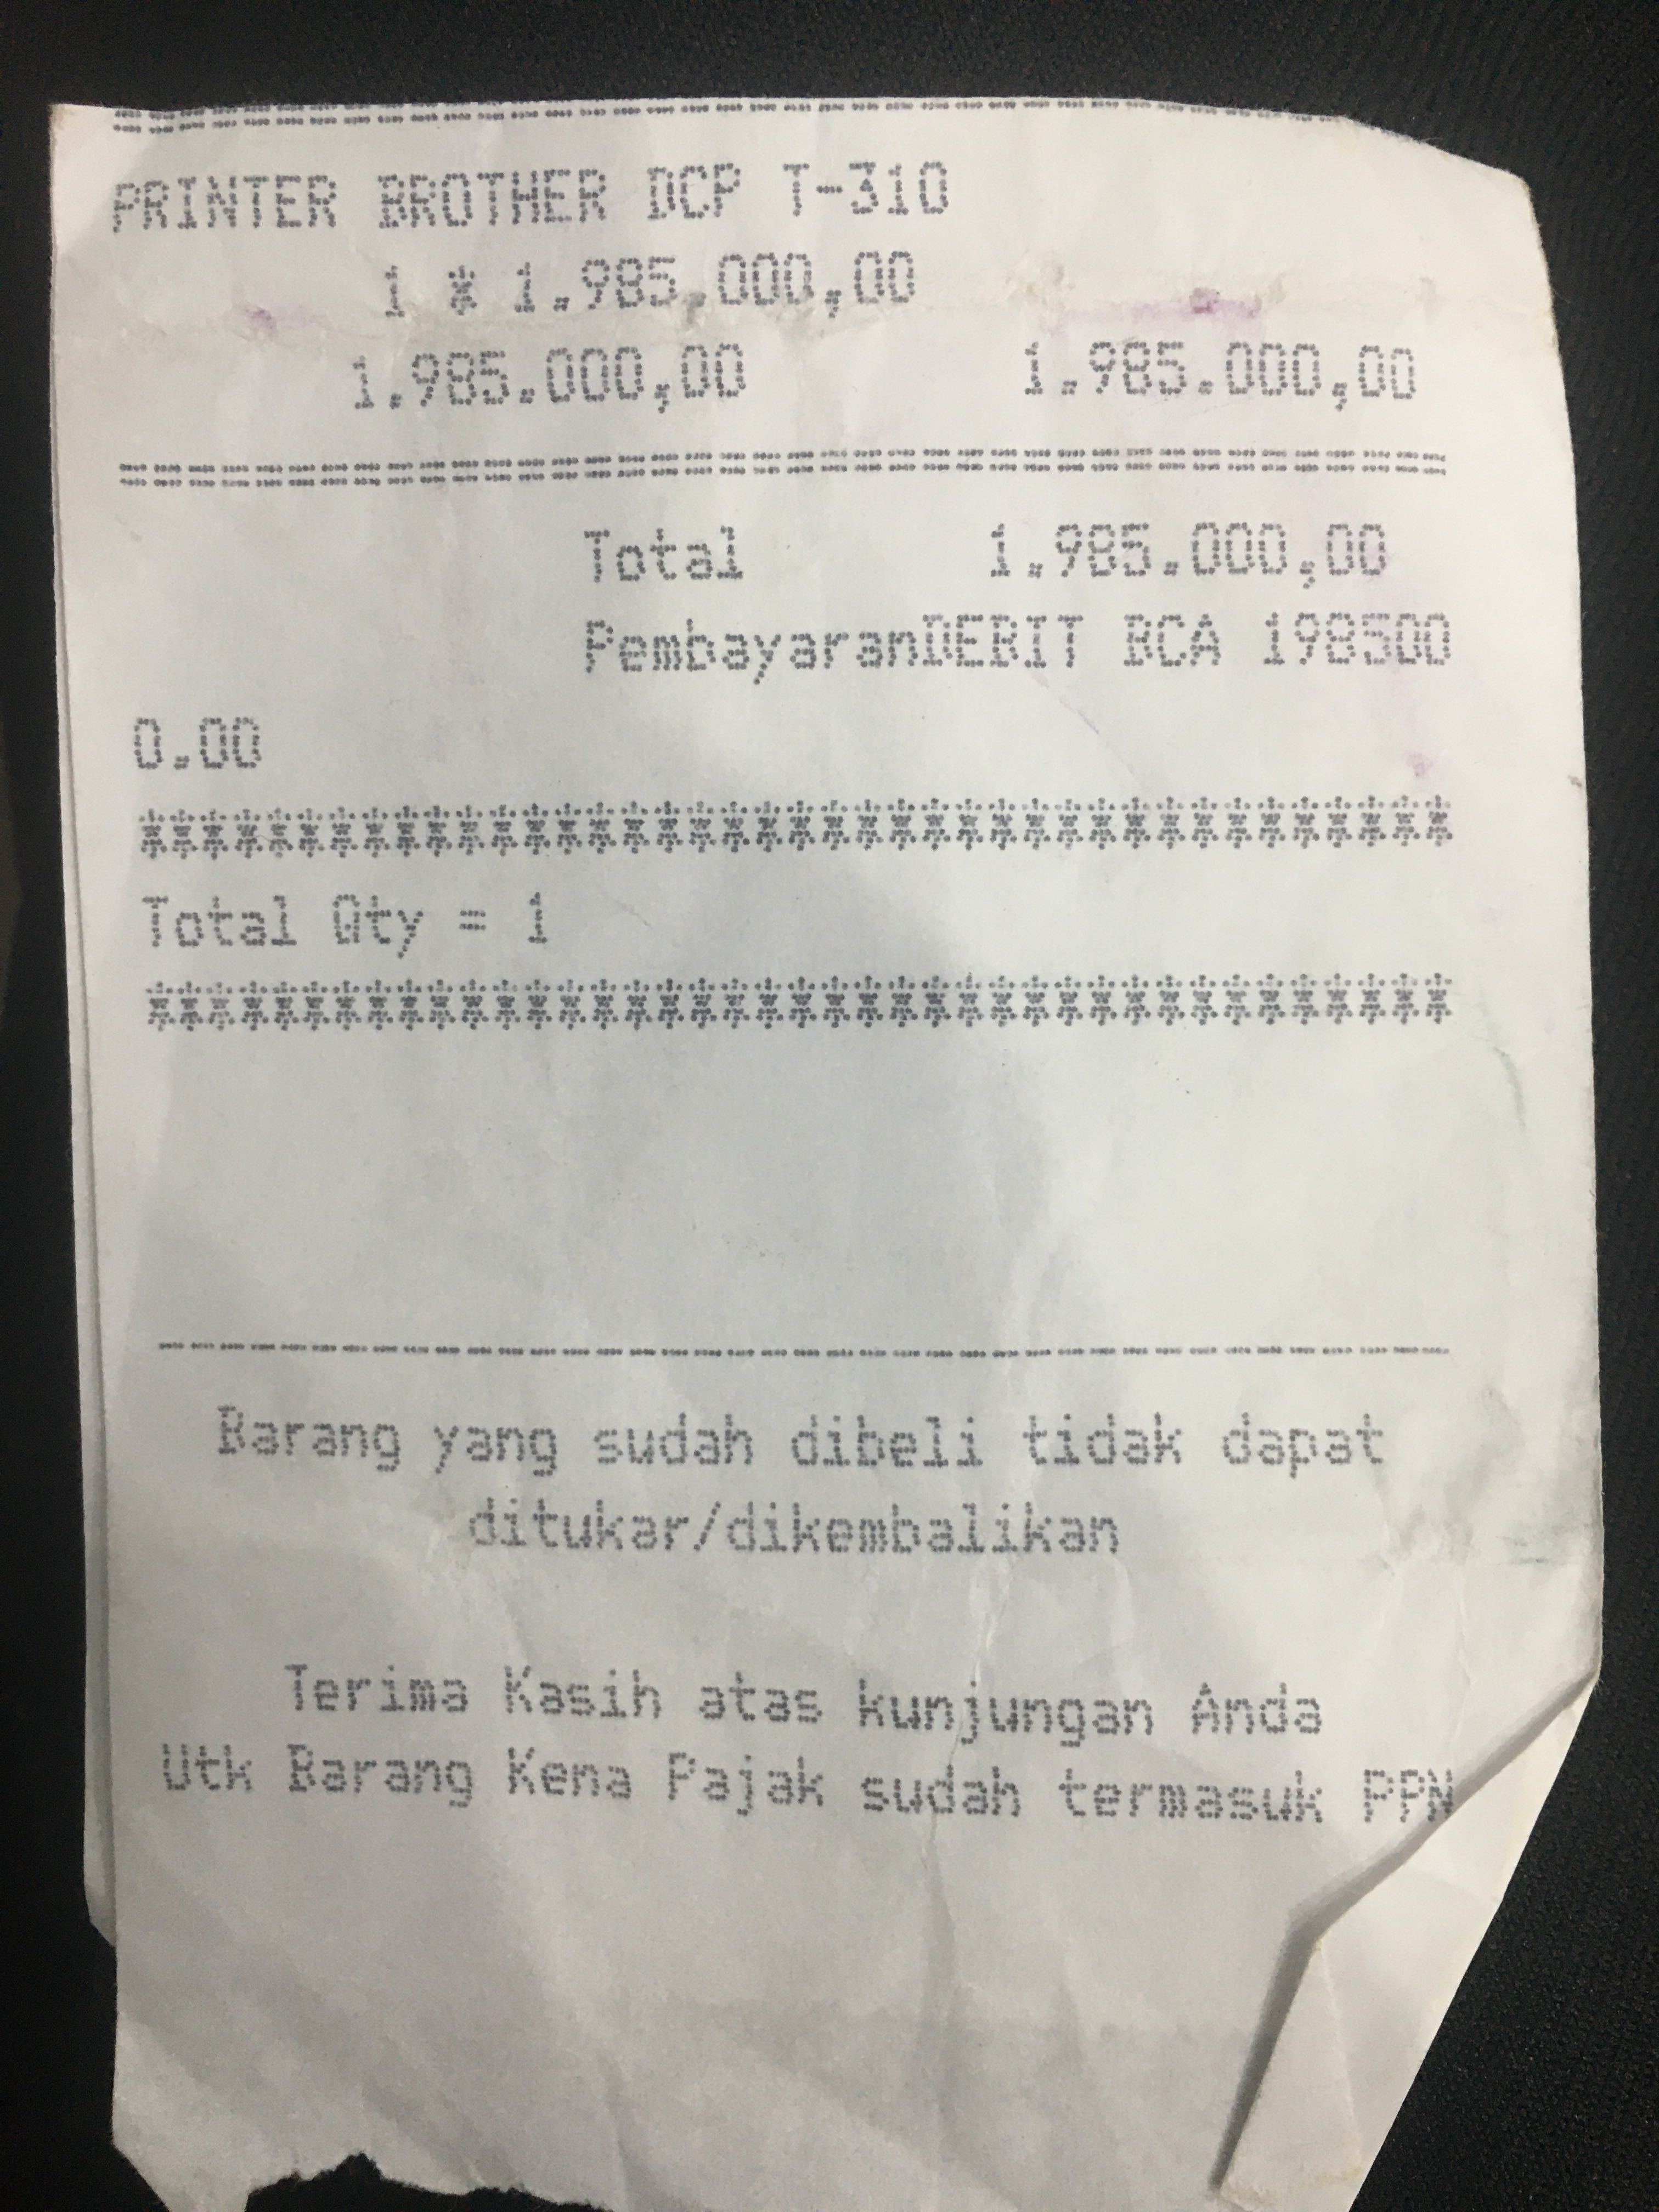 ================================================
PRINTER BROTHER DCP T-310
1 * 1.985.000,00
1.985.000,00 1.985.000,00
========================================
Total 1.985.000,00
PembayaranDEBIT BCA 198500
0.00
****************************************
Total Qty = 1
****************************************
----------------------------------------
Barang yang sudah dibeli tidak dapat
ditukar/dikembalikan
Terima Kasih atas kunjungan Anda
Utk Barang Kena Pajak sudah termasuk PPN